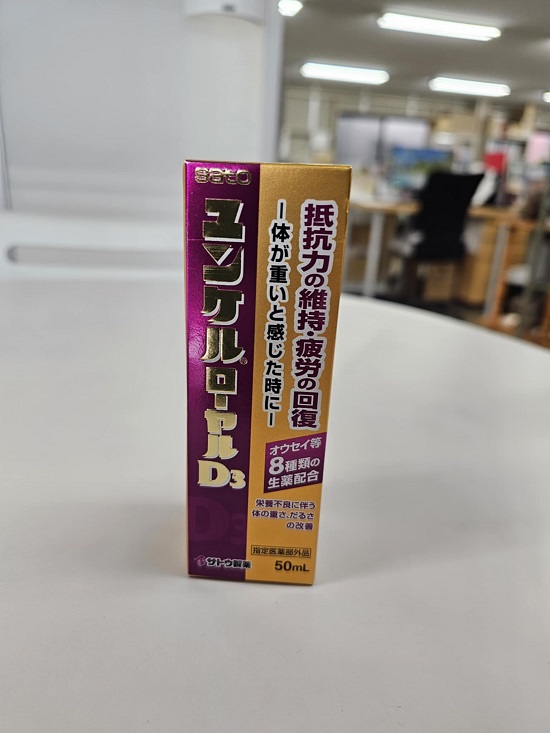 sato
ユンケル®ローヤルD3
抵抗力の維持・疲労の回復
ー体が重いと感じた時にー
オウセイ等
8種類の
生薬配合
栄養不良に伴う
体の重さ、だるさ
の改善
指定医薬部外品
サトウ製薬
50mL
D3